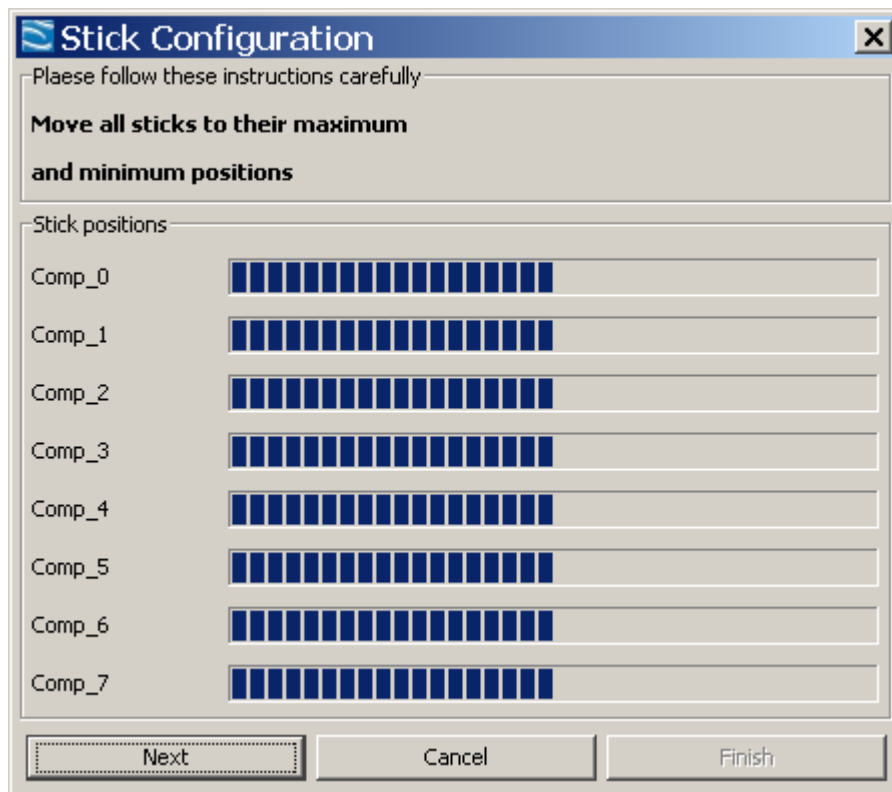 Stick Configuration
Plaese follow these instructions carefully
Move all sticks to their maximum
and minimum positions
Stick positions
Comp_0
Comp_1
Comp_2
Comp_3
Comp_4
Comp_5
Comp_6
Comp_7
Next Cancel Finish